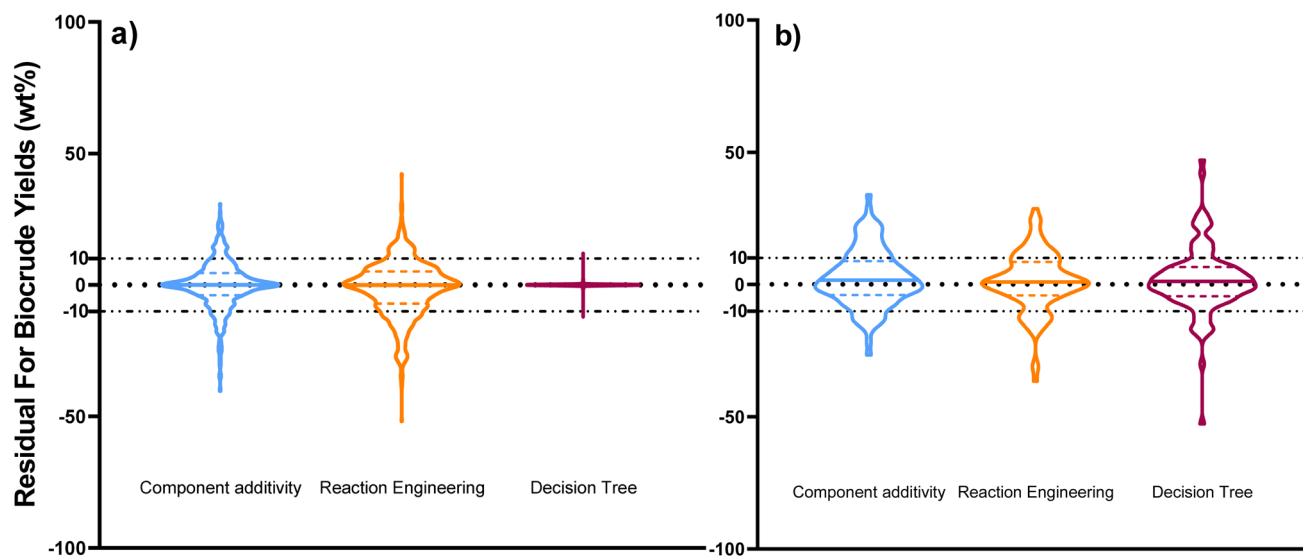 Residual For Biocrude Yields (wt%)
a)
100
50
10
0
-10
-50
-100
Component additivity Reaction Engineering Decision Tree
b)
100
50
10
0
-10
-50
-100
Component additivity Reaction Engineering Decision Tree